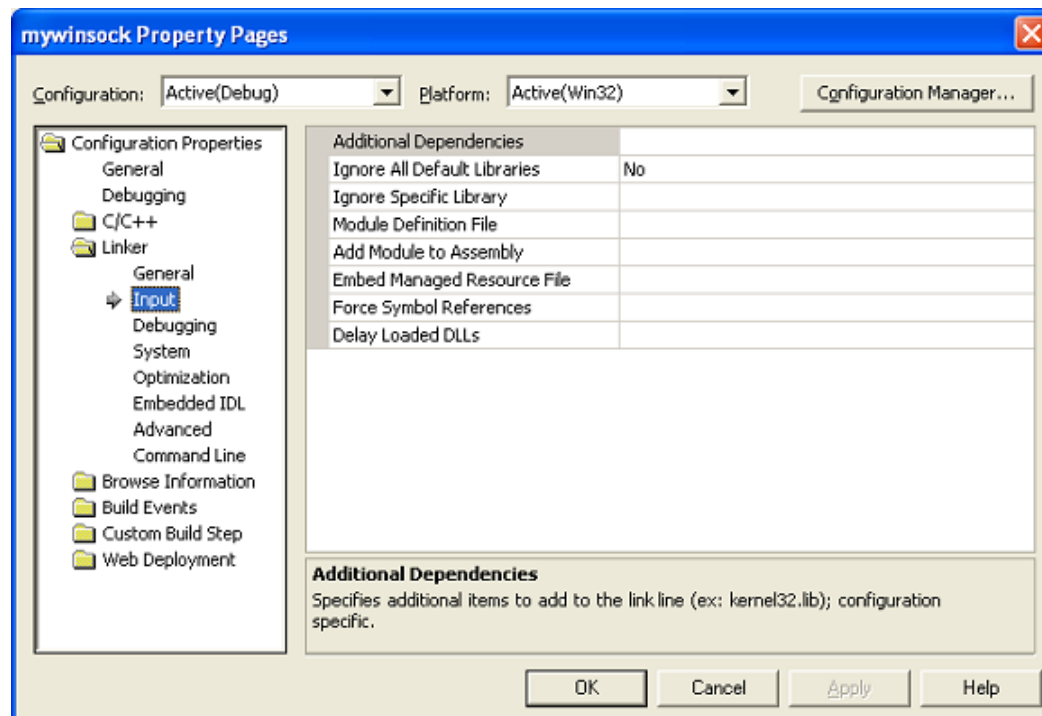 mywinsock Property Pages
Configuration: Active(Debug) Platform: Active(Win32) Configuration Manager...
Configuration Properties
General
Debugging
C/C++
Linker
General
Input
Debugging
System
Optimization
Embedded IDL
Advanced
Command Line
Browse Information
Build Events
Custom Build Step
Web Deployment
Additional Dependencies
Ignore All Default Libraries No
Ignore Specific Library
Module Definition File
Add Module to Assembly
Embed Managed Resource File
Force Symbol References
Delay Loaded DLLs
Additional Dependencies
Specifies additional items to add to the link line (ex: kernel32.lib); configuration
specific.
OK Cancel Apply Help